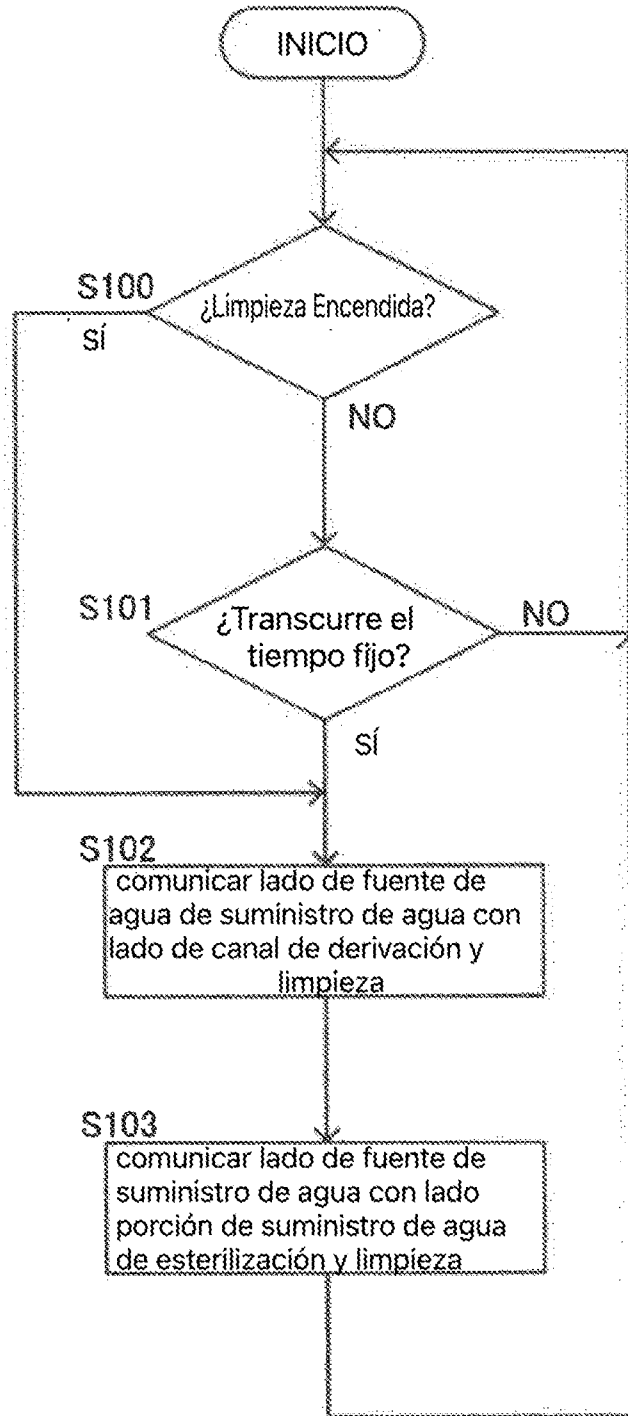 INICIO
S100
¿Límpieza Encendida?
SÍ
NO
S101
¿Transcurre el
tiempo fijo?
NO
SÍ
S102
comunicar lado de fuente de
agua de suministro de agua con
lado de canal de derivación y
limpieza
S103
comunicar lado de fuente de
suministro de agua con lado
porción de suministro de agua
de esterilización y limpieza